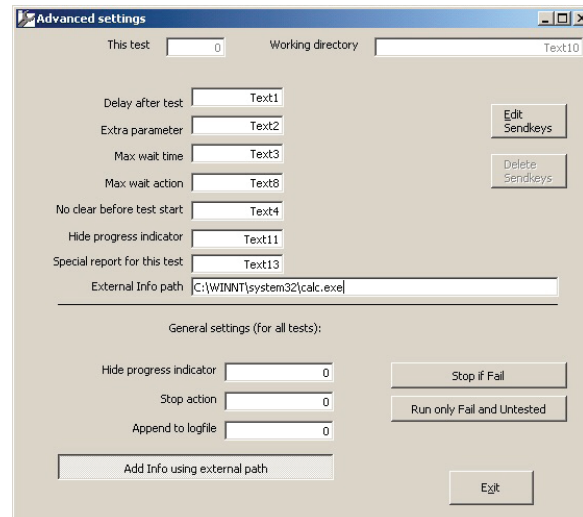 Advanced settings
This test 0 Working directory Text10
Delay after test Text1
Extra parameter Text2
Max wait time Text3
Max wait action Text8
No clear before test start Text4
Hide progress indicator Text11
Special report for this test Text13
External Info path C:\WINNT\system32\calc.exe
Edit
Sendkeys
Delete
Sendkeys
General settings (for all tests):
Hide progress indicator 0
Stop action 0
Append to logfile 0
Stop if Fail
Run only Fail and Untested
Add Info using external path
Exit